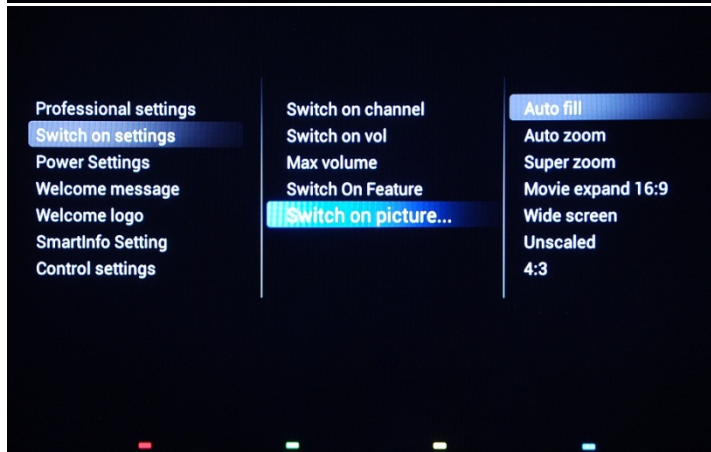 Professional settings
Switch on settings
Power Settings
Welcome message
Welcome logo
SmartInfo Setting
Control settings
Switch on channel
Switch on vol
Max volume
Switch On Feature
Switch on picture...
Auto fill
Auto zoom
Super zoom
Movie expand 16:9
Wide screen
Unscaled
4:3